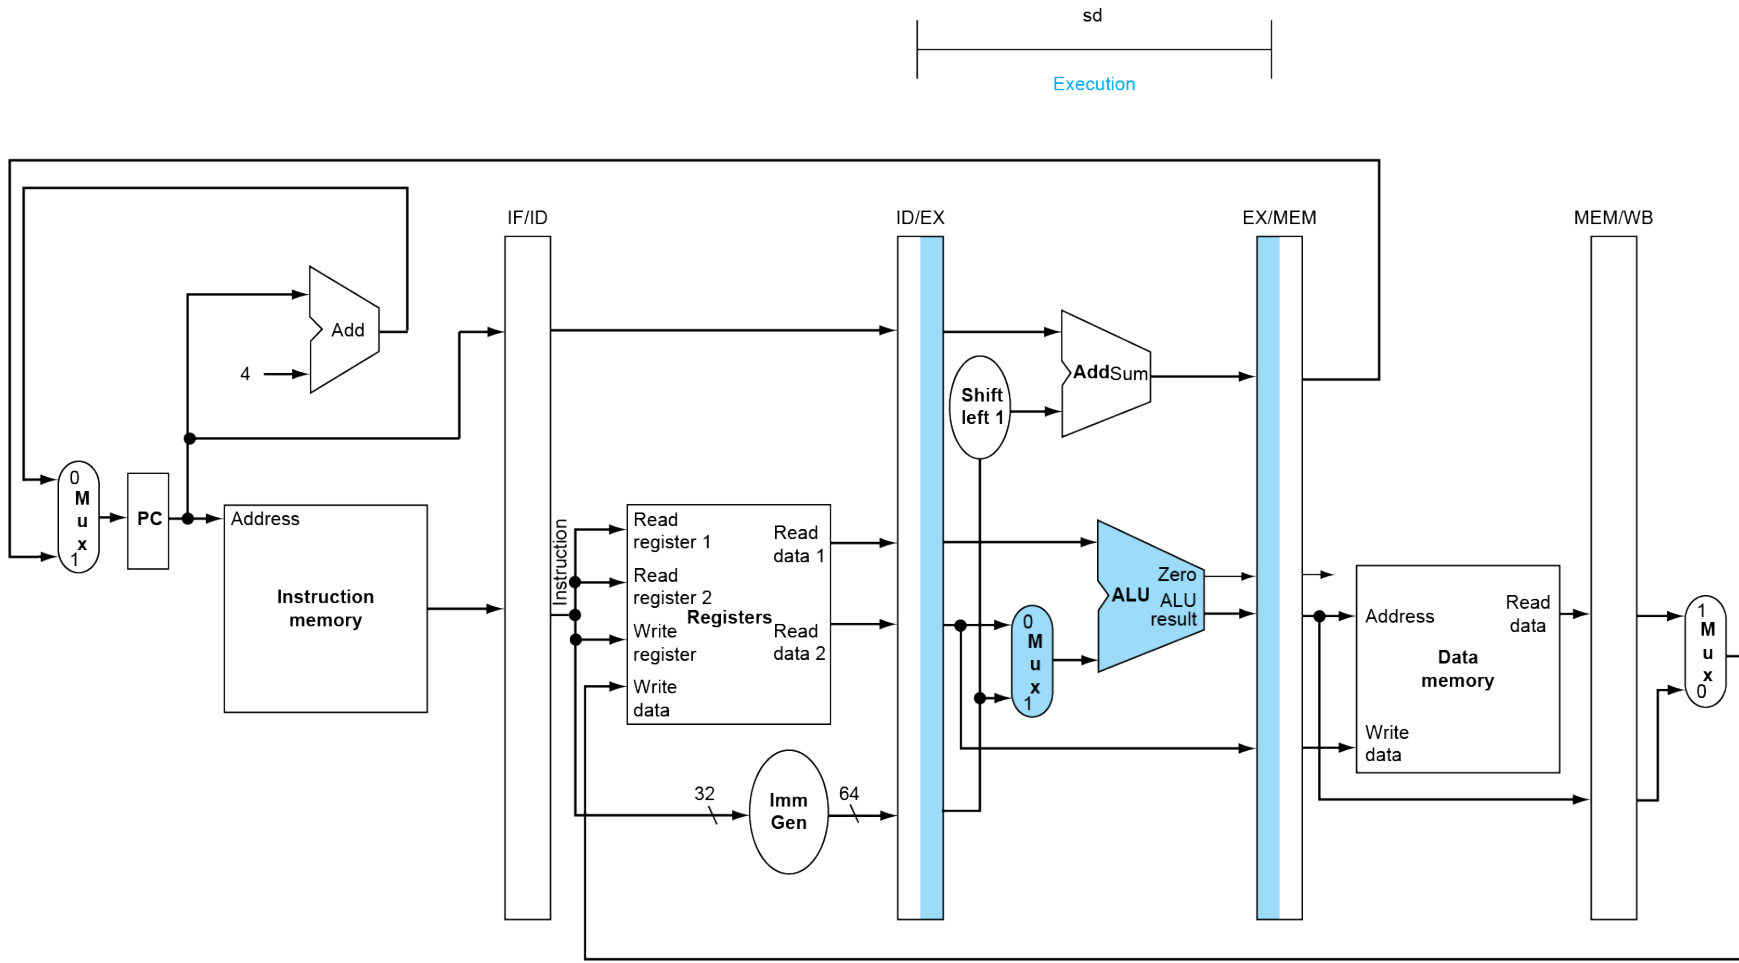 sd
Execution
IF/ID
ID/EX
EX/MEM
MEM/WB
Add
4
Shift
left 1
Add Sum
0
M
u
x
1
PC
Address
Instruction
memory
Instruction
Read
register 1
Read
register 2
Write
register
Write
data
Registers
Read
data 1
Read
data 2
0
M
u
x
1
Zero
ALU
ALU
result
Address
Read
data
Data
memory
Write
data
1
M
u
x
0
32
Imm
Gen
64